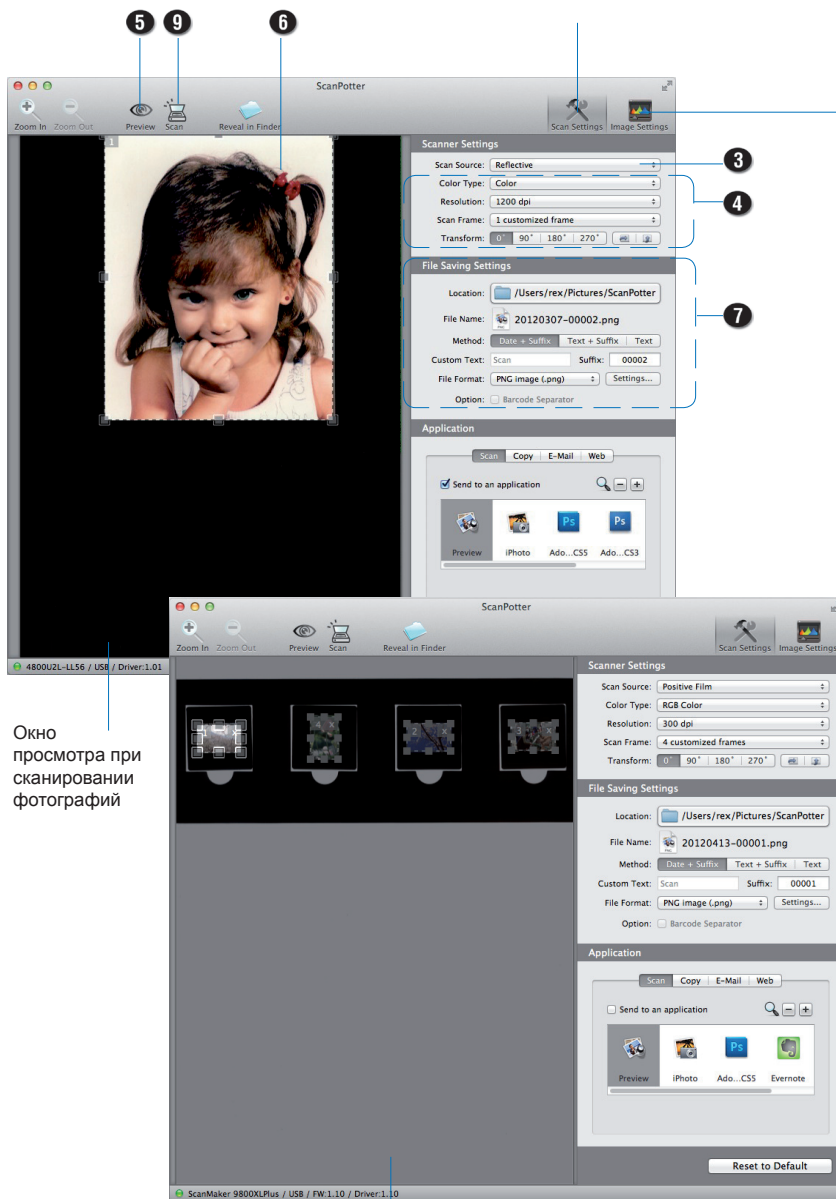 5 9 6
ScanPotter
Zoom In Zoom Out Preview Scan Reveal in Finder Scan Settings Image Settings
1
Scanner Settings
Scan Source: Reflective
3
Color Type: Color
4
Resolution: 1200 dpi
Scan Frame: 1 customized frame
Transform: 0° 90° 180° 270°
File Saving Settings
Location: /Users/rex/Pictures/ScanPotter
File Name: 20120307-00002.png
7
Method: Date + Suffix Text + Suffix Text
Custom Text: Scan Suffix: 00002
File Format: PNG image (.png) Settings...
Option: Barcode Separator
Application
Scan Copy E-Mail Web
Send to an application
Preview iPhoto Ado...CS5 Ado...CS3
4800U2L-LL56 / USB / Driver:1.01
Окно
просмотра при
сканировании
фотографий
ScanPotter
Zoom In Zoom Out Preview Scan Reveal in Finder Scan Settings Image Settings
4 x 2 x 3 x
Scanner Settings
Scan Source: Positive Film
Color Type: RGB Color
Resolution: 300 dpi
Scan Frame: 4 customized frames
Transform: 0° 90° 180° 270°
File Saving Settings
Location: /Users/rex/Pictures/ScanPotter
File Name: 20120413-00001.png
Method: Date + Suffix Text + Suffix Text
Custom Text: Scan Suffix: 00001
File Format: PNG image (.png) Settings...
Option: Barcode Separator
Application
Scan Copy E-Mail Web
Send to an application
Preview iPhoto Ado...CS5 Evernote
Reset to Default
ScanMaker 9800XLPlus / USB / FW:1.10 / Driver:1.10